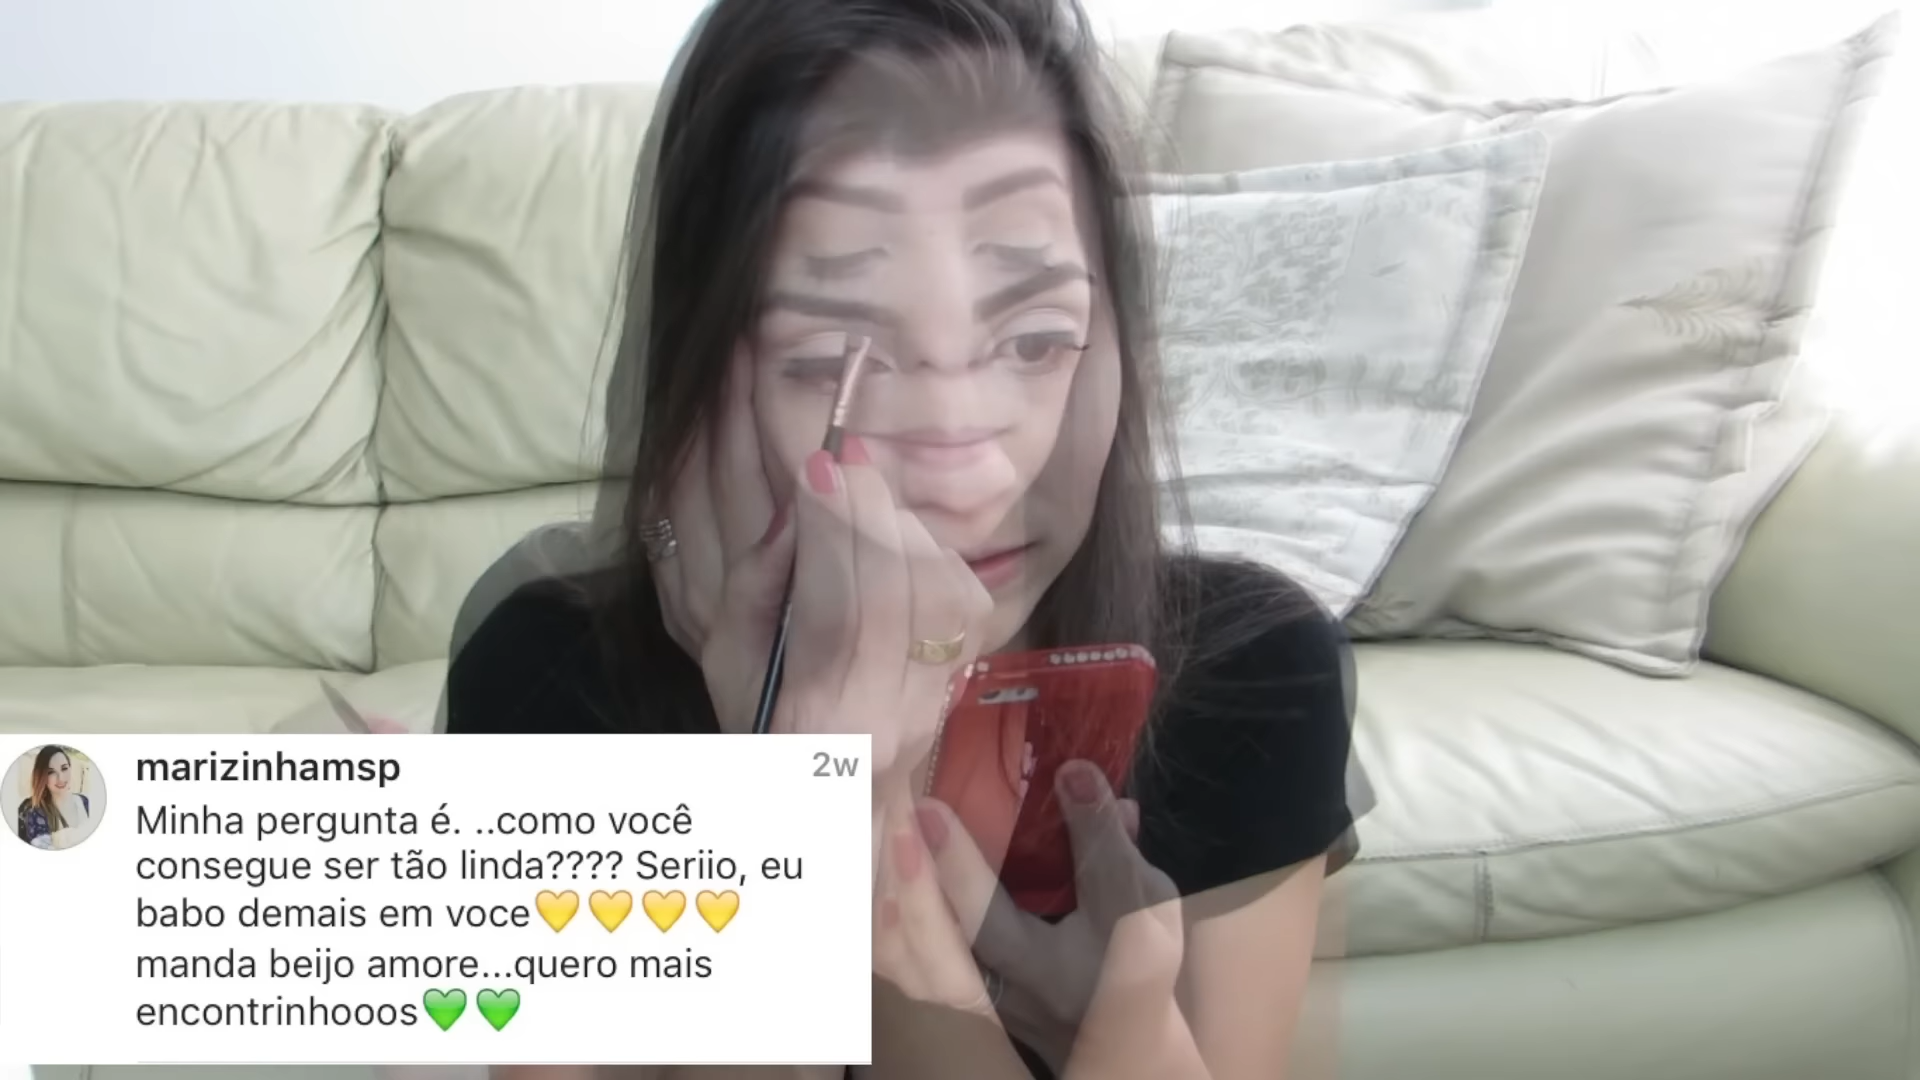 marizinhamsp 2w
Minha pergunta é. ..como você
consegue ser tão linda???? Seriio, eu
babo demais em voce💛💛💛💛
manda beijo amore...quero mais
encontrinhooos💚💚